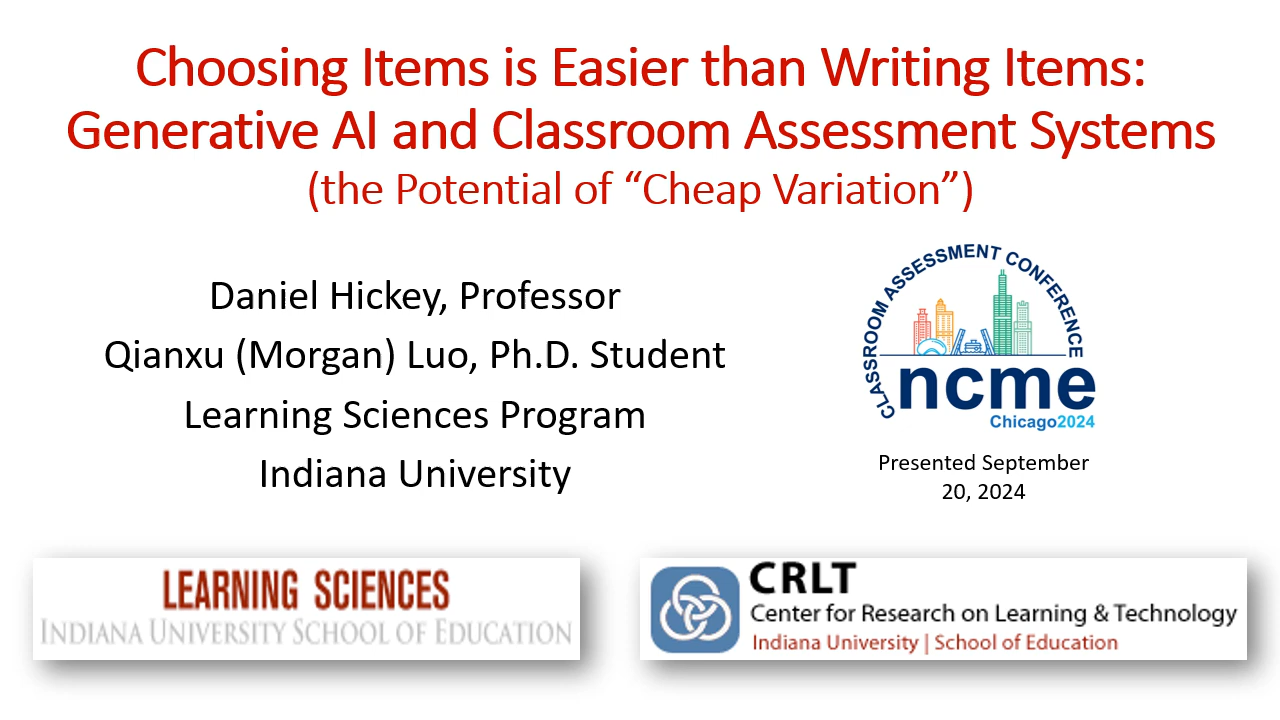 Choosing Items is Easier than Writing Items:
Generative AI and Classroom Assessment Systems
(the Potential of “Cheap Variation”)
Daniel Hickey, Professor
Qianxu (Morgan) Luo, Ph.D. Student
Learning Sciences Program
Indiana University
CLASSROOM ASSESSMENT CONFERENCE
ncme
Chicago2024
Presented September
20, 2024
LEARNING SCIENCES
INDIANA UNIVERSITY SCHOOL OF EDUCATION
CRLT
Center for Research on Learning & Technology
Indiana University | School of Education